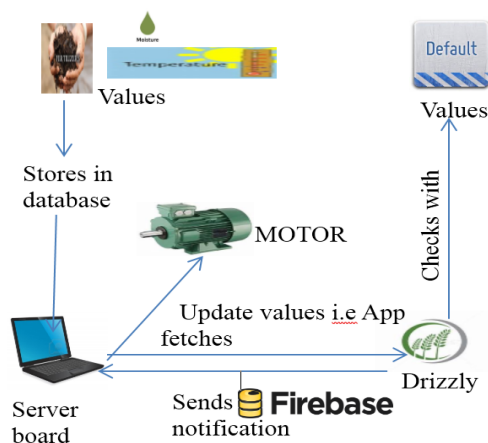 Moisture
Temperature
Values
Default
Values
Stores in
database
MOTOR
Checks with
Update values i.e App
fetches
Drizzly
Server
board
Sends
notification
Firebase